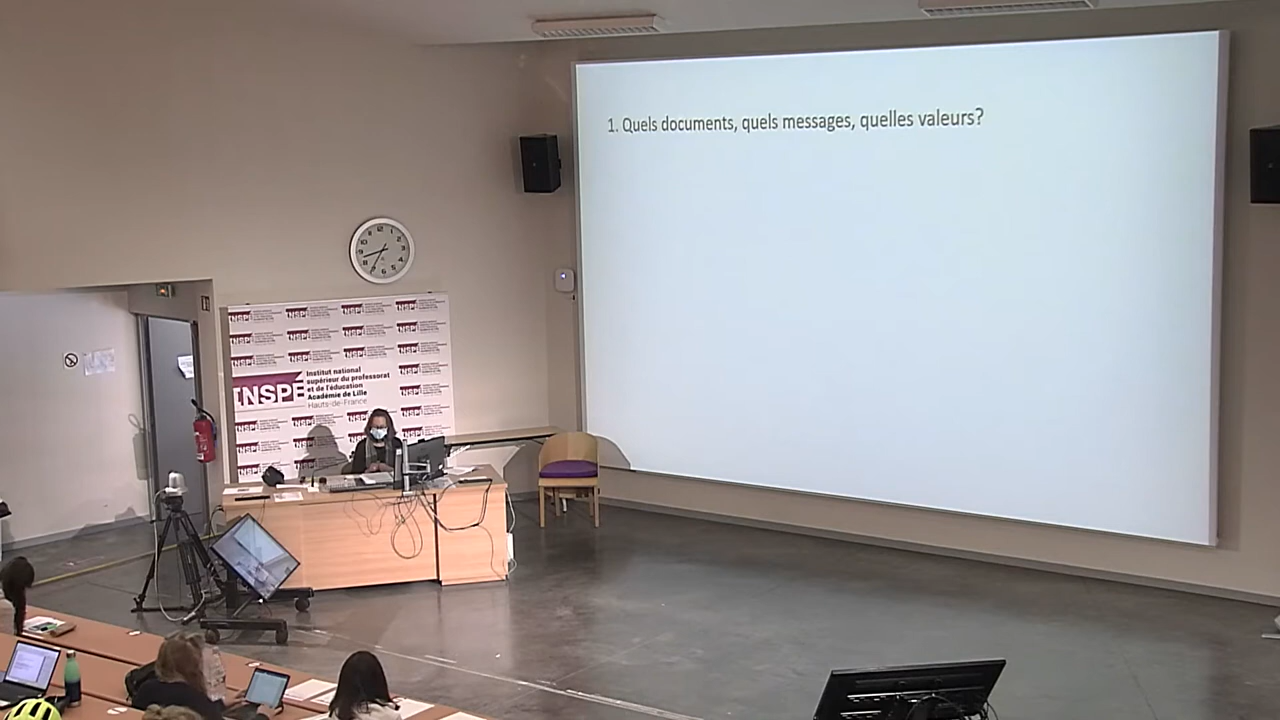 1. Quels documents, quels messages, quelles valeurs?
INSPÉ
Institut national
supérieur du professorat
et de l'éducation
Académie de Lille
Hauts-de-France